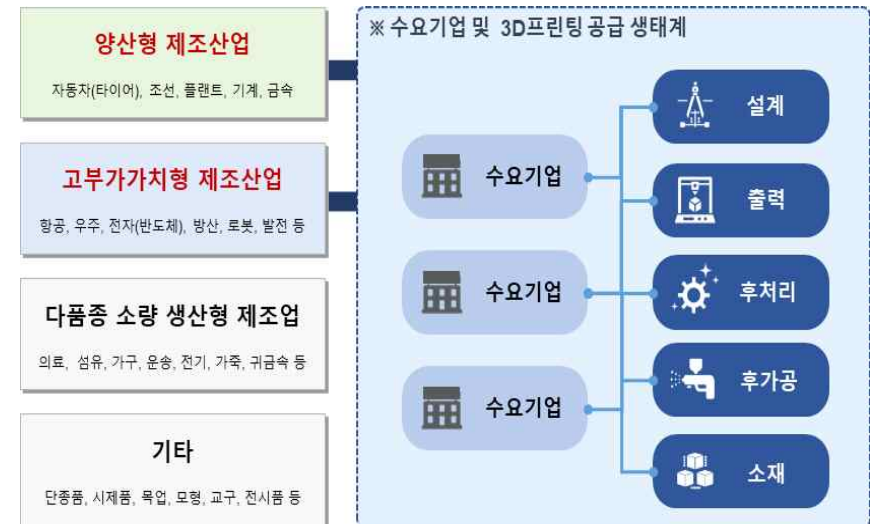 양산형 제조산업
자동차(타이어), 조선, 플랜트, 기계, 금속
고부가가치형 제조산업
항공, 우주, 전자(반도체), 방산, 로봇, 발전 등
다품종 소량 생산형 제조업
의료, 섬유, 가구, 운송, 전기, 가죽, 귀금속 등
기타
단종품, 시제품, 목업, 모형, 교구, 전시품 등
※ 수요기업 및 3D프린팅 공급 생태계
수요기업
수요기업
수요기업
설계
출력
후처리
후가공
소재